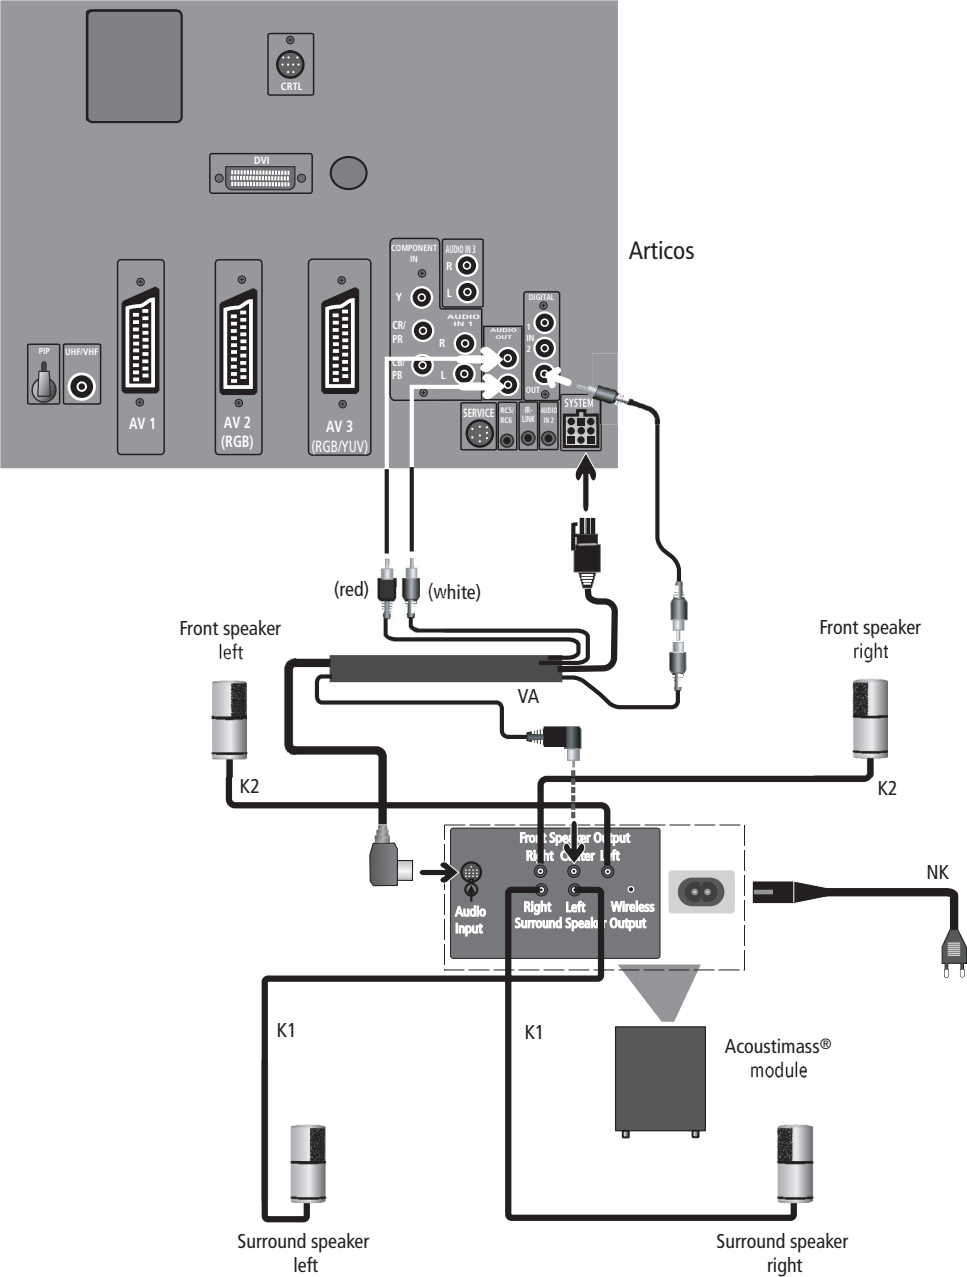 CRTL
DVI
Articos
COMPONENT
IN
AUDIO IN 3
R
L
Y
CR/
PR
CB/
PB
AUDIO
IN 1
R
L
AUDIO
OUT
DIGITAL
1
IN
2
OUT
PIP
UHF/VHF
AV 1
AV 2
(RGB)
AV 3
(RGB/YUV)
SERVICE
RC5/
RC6
IR-
LINK
AUDIO
IN 2
SYSTEM
(red)
(white)
Front speaker
left
Front speaker
right
VA
K2
K2
Front Speaker Output
Right Center Left
Audio
Input
Right Left Wireless
Surround Speaker Output
NK
K1
K1
Acoustimass®
module
Surround speaker
left
Surround speaker
right